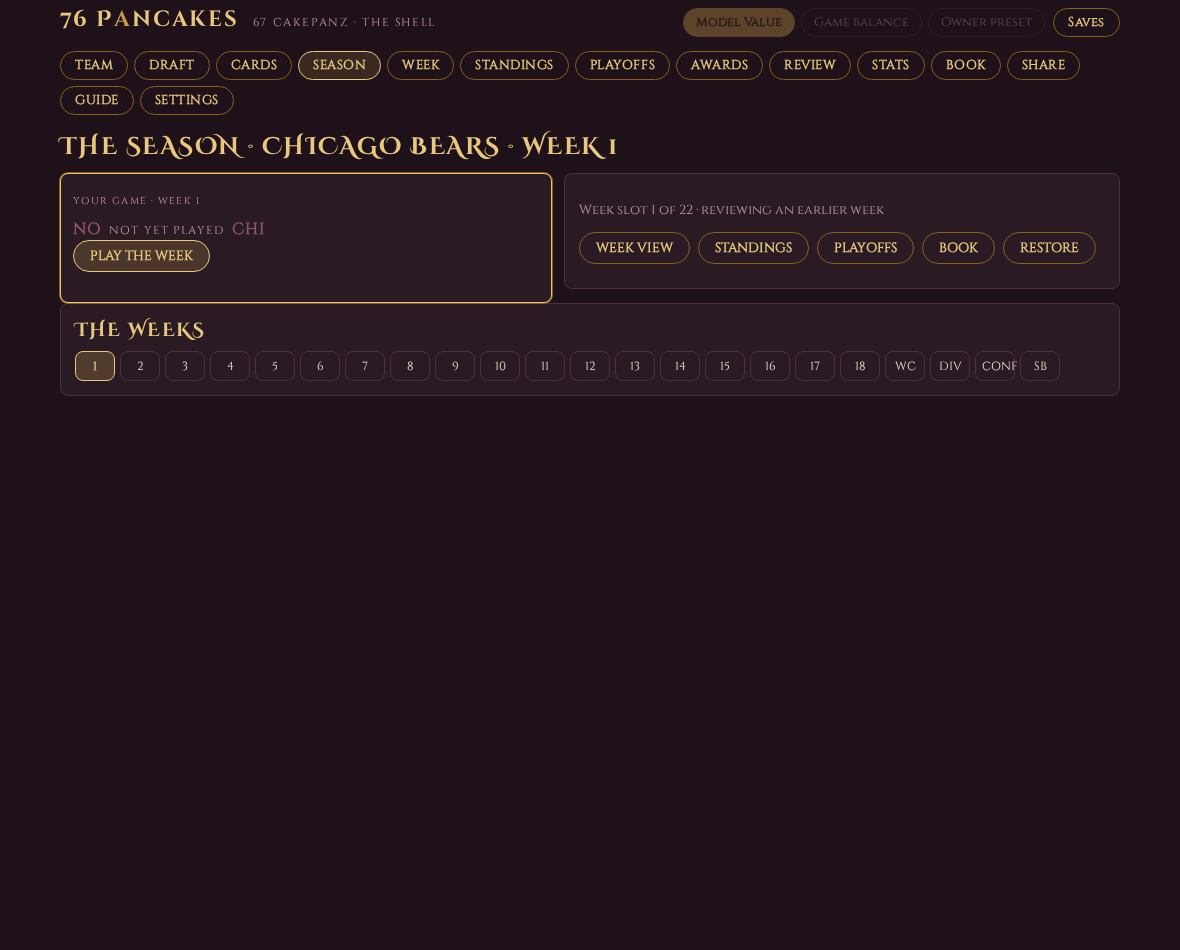 76 PANCAKES 67 CAKEPANZ · THE SHELL
MODEL VALUE GAME BALANCE OWNER PRESET SAVES
TEAM DRAFT CARDS SEASON WEEK STANDINGS PLAYOFFS AWARDS REVIEW STATS BOOK SHARE
GUIDE SETTINGS
THE SEASON · CHICAGO BEARS · WEEK 1
YOUR GAME · WEEK 1
NO NOT YET PLAYED CHI
PLAY THE WEEK
WEEK SLOT 1 OF 22 · REVIEWING AN EARLIER WEEK
WEEK VIEW STANDINGS PLAYOFFS BOOK RESTORE
THE WEEKS
1 2 3 4 5 6 7 8 9 10 11 12 13 14 15 16 17 18 WC DIV CONF SB